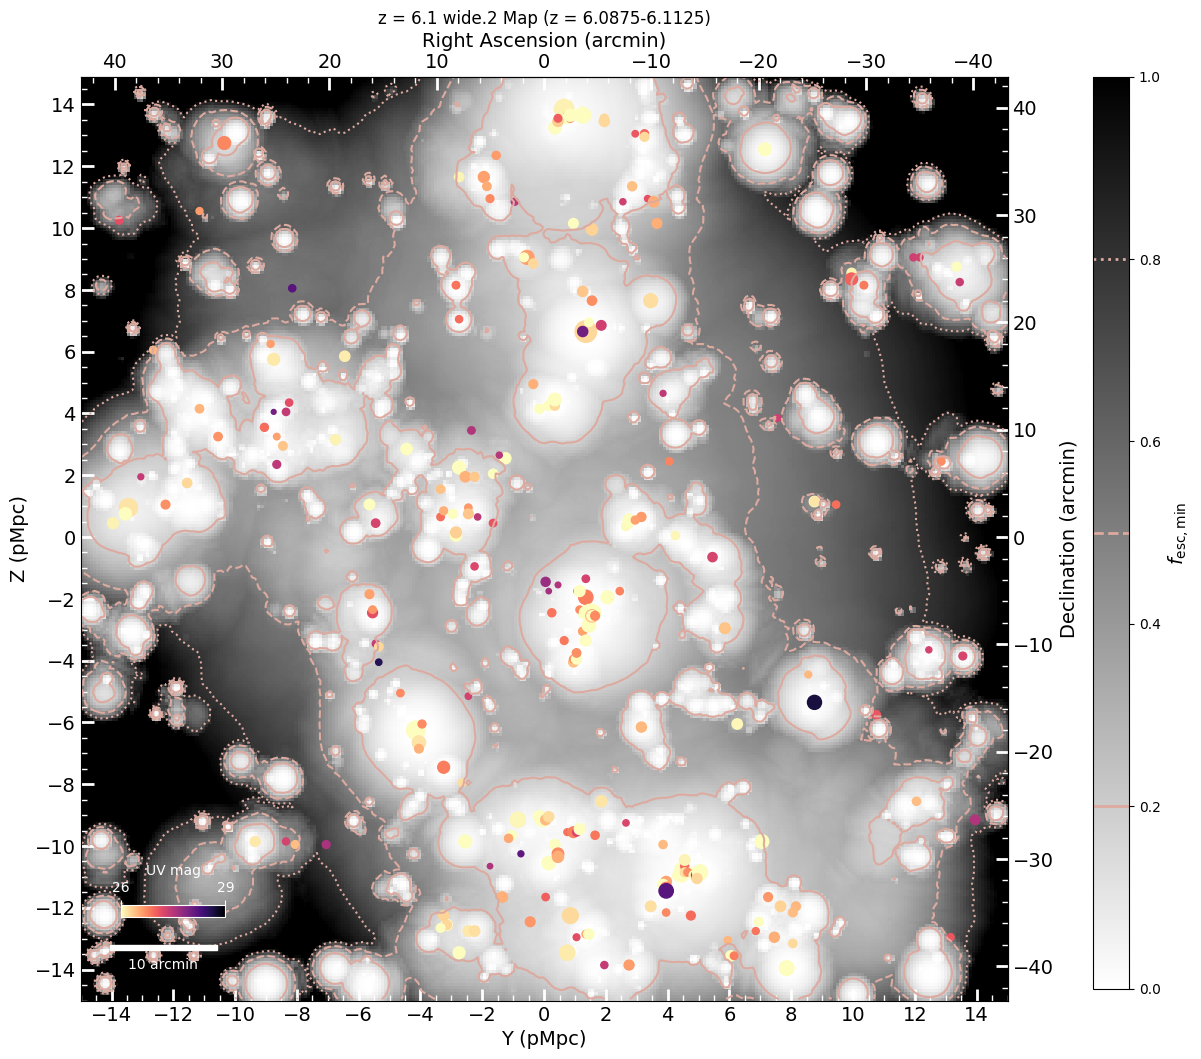 z = 6.1 wide.2 Map (z = 6.0875-6.1125)
Right Ascension (arcmin)
40 30 20 10 0 −10 −20 −30 −40
14 12 10 8 6 4 2 0 −2 −4 −6 −8 −10 −12 −14
Z (pMpc)
UV mag
26 29
10 arcmin
−14 −12 −10 −8 −6 −4 −2 0 2 4 6 8 10 12 14
Y (pMpc)
40 30 20 10 0 −10 −20 −30 −40
Declination (arcmin)
1.0 0.8 0.6 0.4 0.2 0.0
f_esc,min